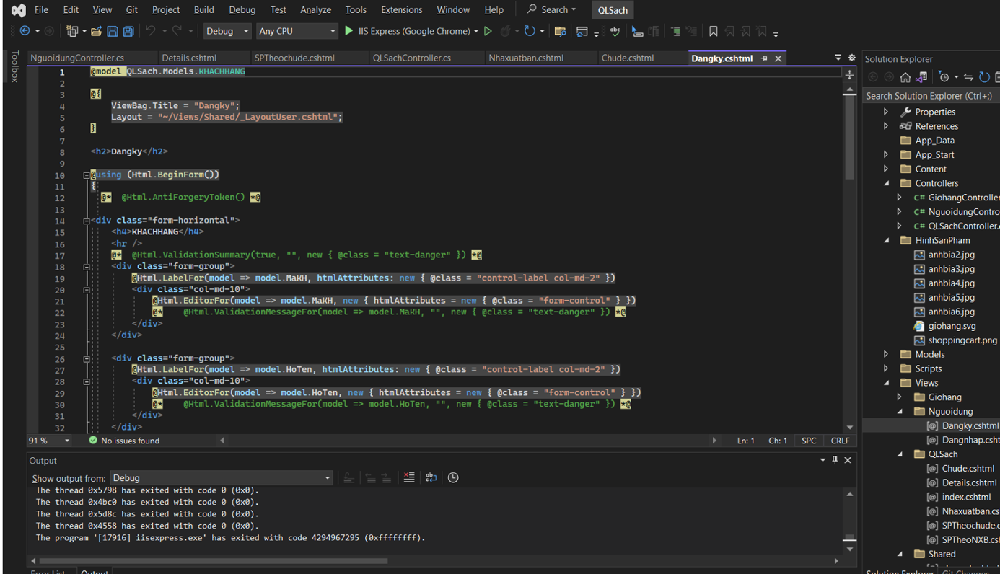 File Edit View Git Project Build Debug Test Analyze Tools Extensions Window Help Search QLSach
Debug Any CPU IIS Express (Google Chrome)
Toolbox
NguoidungController.cs Details.cshtml SPTheochude.cshtml QLSachController.cs Nhaxuatban.cshtml Chude.cshtml Dangky.cshtml
1 @model QLSach.Models.KHACHHANG
2
3 @{
4 ViewBag.Title = "Dangky";
5 Layout = "~/Views/Shared/_LayoutUser.cshtml";
6 }
7
8 <h2>Dangky</h2>
9
10 @using (Html.BeginForm())
11 {
12 @* @Html.AntiForgeryToken() *@
13
14 <div class="form-horizontal">
15 <h4>KHACHHANG</h4>
16 <hr />
17 @* @Html.ValidationSummary(true, "", new { @class = "text-danger" }) *@
18 <div class="form-group">
19 @Html.LabelFor(model => model.MaKH, htmlAttributes: new { @class = "control-label col-md-2" })
20 <div class="col-md-10">
21 @Html.EditorFor(model => model.MaKH, new { htmlAttributes = new { @class = "form-control" } })
22 @* @Html.ValidationMessageFor(model => model.MaKH, "", new { @class = "text-danger" }) *@
23 </div>
24 </div>
25
26 <div class="form-group">
27 @Html.LabelFor(model => model.HoTen, htmlAttributes: new { @class = "control-label col-md-2" })
28 <div class="col-md-10">
29 @Html.EditorFor(model => model.HoTen, new { htmlAttributes = new { @class = "form-control" } })
30 @* @Html.ValidationMessageFor(model => model.HoTen, "", new { @class = "text-danger" }) *@
31 </div>
32 </div>
91 % No issues found Ln: 1 Ch: 1 SPC CRLF
Output
Show output from: Debug
The thread 0x5798 has exited with code 0 (0x0).
The thread 0x4bc0 has exited with code 0 (0x0).
The thread 0x5d8c has exited with code 0 (0x0).
The thread 0x4558 has exited with code 0 (0x0).
The program '[17916] iisexpress.exe' has exited with code 4294967295 (0xffffffff).
Error List Output
Solution Explorer
Search Solution Explorer (Ctrl+;)
Properties
References
App_Data
App_Start
Content
Controllers
C# GiohangController
C# NguoidungContro
C# QLSachController.c
HinhSanPham
anhbia2.jpg
anhbia3.jpg
anhbia4.jpg
anhbia5.jpg
anhbia6.jpg
giohang.svg
shoppingcart.png
Models
Scripts
Views
Giohang
Nguoidung
[@] Dangky.cshtml
[@] Dangnhap.csht
QLSach
[@] Chude.cshtml
[@] Details.cshtml
[@] index.cshtml
[@] Nhaxuatban.cs
[@] SPTheochude.c
[@] SPTheoNXB.csh
Shared
Solution Explorer Git Changes